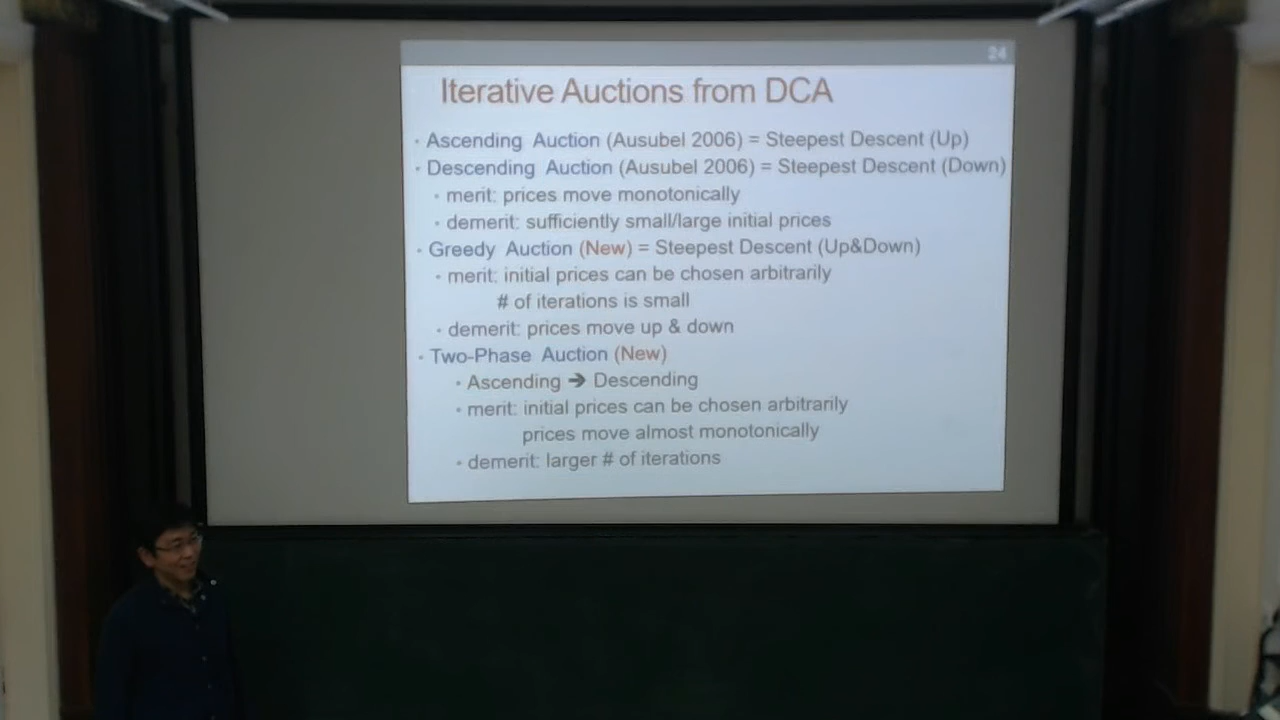 24
Iterative Auctions from DCA
• Ascending Auction (Ausubel 2006) = Steepest Descent (Up)
• Descending Auction (Ausubel 2006) = Steepest Descent (Down)
• merit: prices move monotonically
• demerit: sufficiently small/large initial prices
• Greedy Auction (New) = Steepest Descent (Up&Down)
• merit: initial prices can be chosen arbitrarily
# of iterations is small
• demerit: prices move up & down
• Two-Phase Auction (New)
• Ascending ➔ Descending
• merit: initial prices can be chosen arbitrarily
prices move almost monotonically
• demerit: larger # of iterations